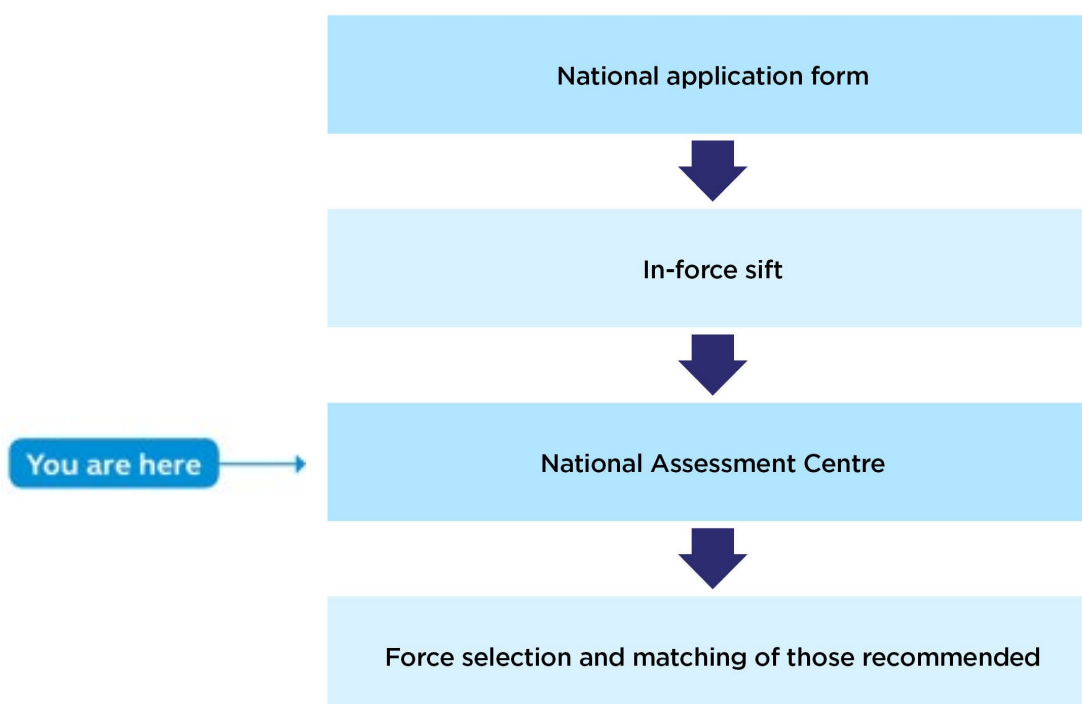 National application form
In-force sift
You are here
National Assessment Centre
Force selection and matching of those recommended